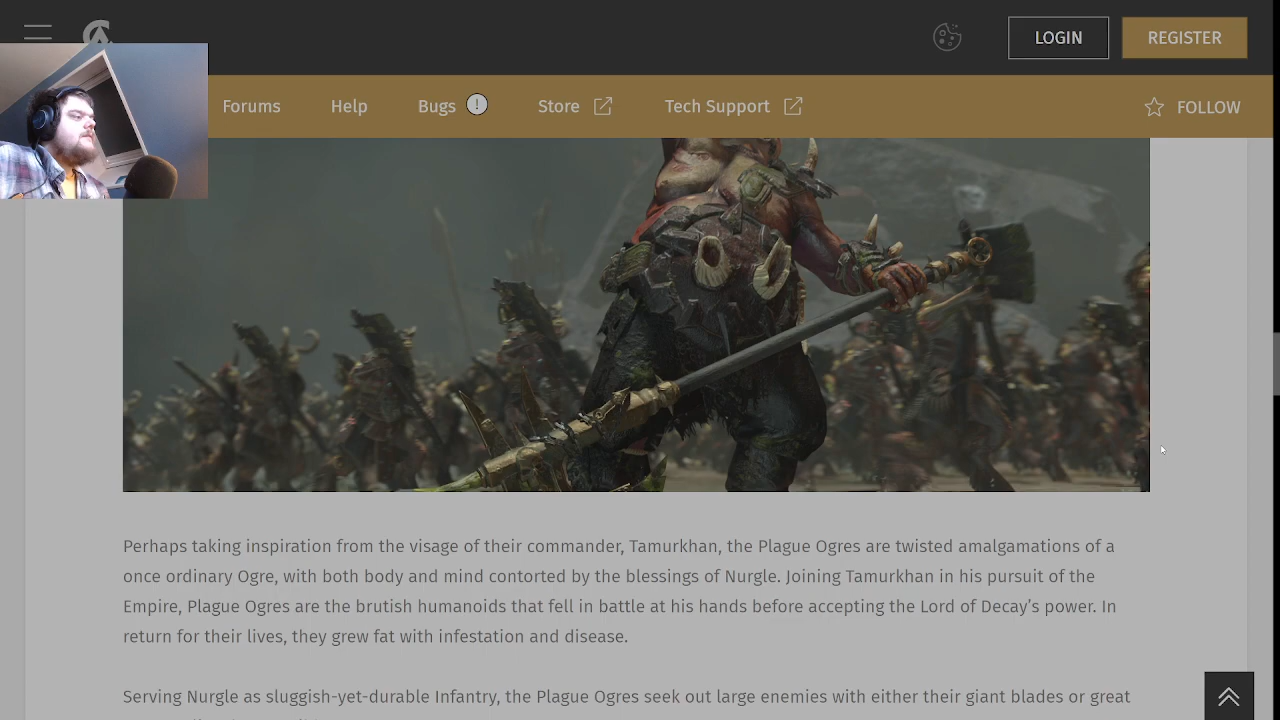 LOGIN
REGISTER
Forums
Help
Bugs !
Store
Tech Support
FOLLOW
Perhaps taking inspiration from the visage of their commander, Tamurkhan, the Plague Ogres are twisted amalgamations of a
once ordinary Ogre, with both body and mind contorted by the blessings of Nurgle. Joining Tamurkhan in his pursuit of the
Empire, Plague Ogres are the brutish humanoids that fell in battle at his hands before accepting the Lord of Decay’s power. In
return for their lives, they grew fat with infestation and disease.
Serving Nurgle as sluggish-yet-durable Infantry, the Plague Ogres seek out large enemies with either their giant blades or great